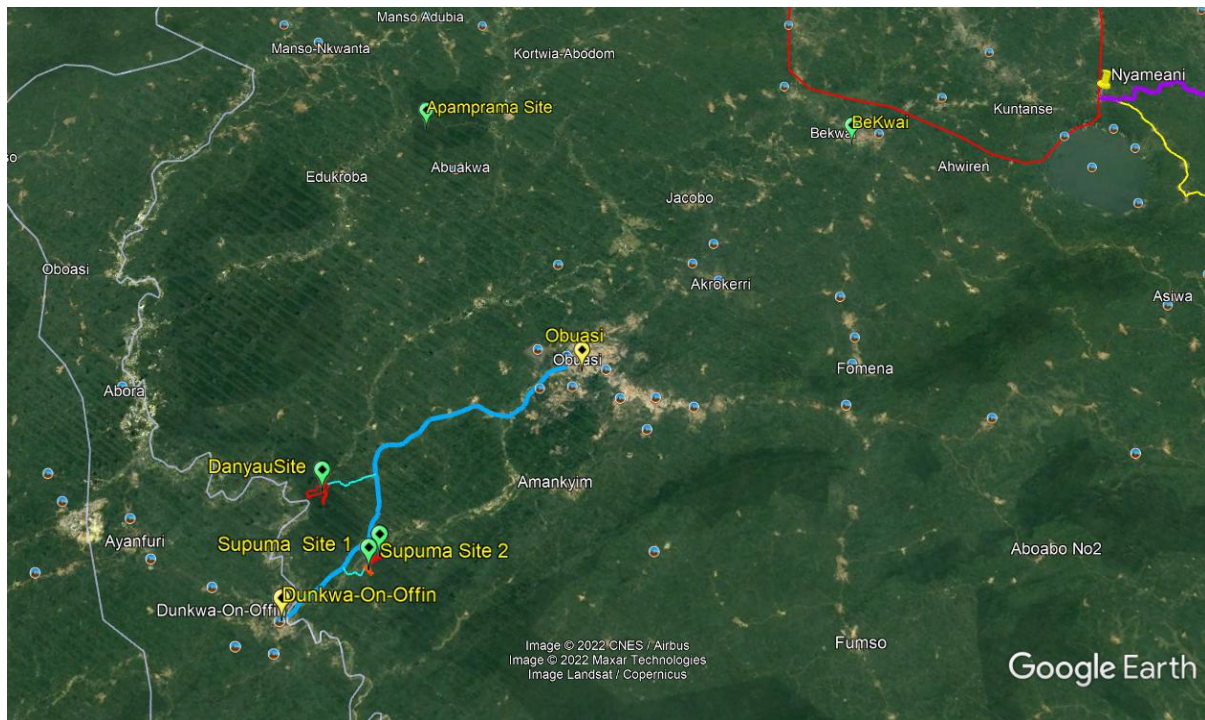 Manso Adubia
Manso-Nkwanta
Kortwia-Abodom
Nyameani
Apamprama Site
Kuntanse
BeKwai
Bekwai
so
Abuakwa
Ahwiren
Edukroba
Jacobo
Oboasi
Akrokerri
Asiwa
Obuasi
Obuasi
Fomena
Abora
DanyauSite
Amankyim
Ayanfuri
Supuma Site 1
Supuma Site 2
Aboabo No2
Dunkwa-On-Offin
Dunkwa-On-Offin
Fumso
Image © 2022 CNES / Airbus
Image © 2022 Maxar Technologies
Image Landsat / Copernicus
Google Earth